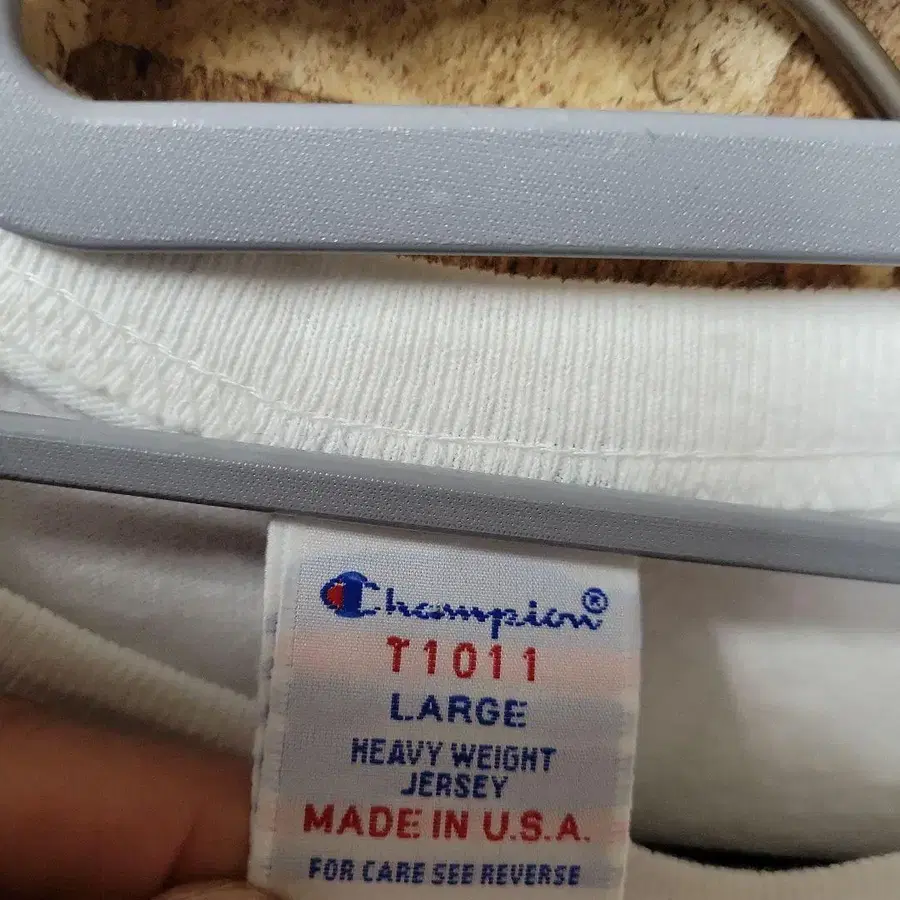 Champion®
T1011
LARGE
HEAVY WEIGHT
JERSEY
MADE IN U.S.A.
FOR CARE SEE REVERSE